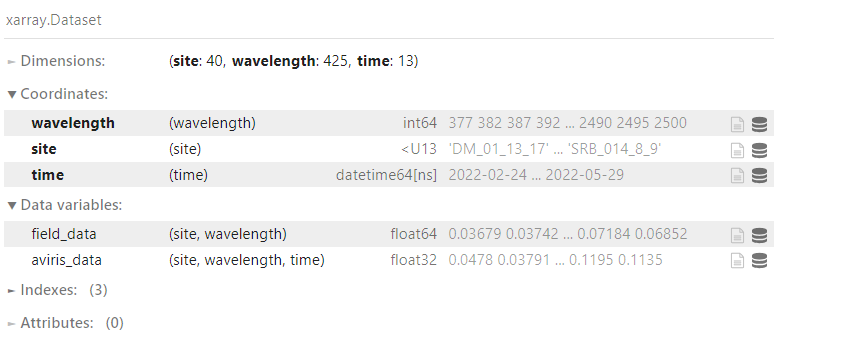 xarray.Dataset
► Dimensions: (site: 40, wavelength: 425, time: 13)
▼ Coordinates:
wavelength (wavelength) int64 377 382 387 392 ... 2490 2495 2500
site (site) <U13 'DM_01_13_17' ... 'SRB_014_8_9'
time (time) datetime64[ns] 2022-02-24 ... 2022-05-29
▼ Data variables:
field_data (site, wavelength) float64 0.03679 0.03742 ... 0.07184 0.06852
aviris_data (site, wavelength, time) float32 0.0478 0.03791 ... 0.1195 0.1135
► Indexes: (3)
► Attributes: (0)